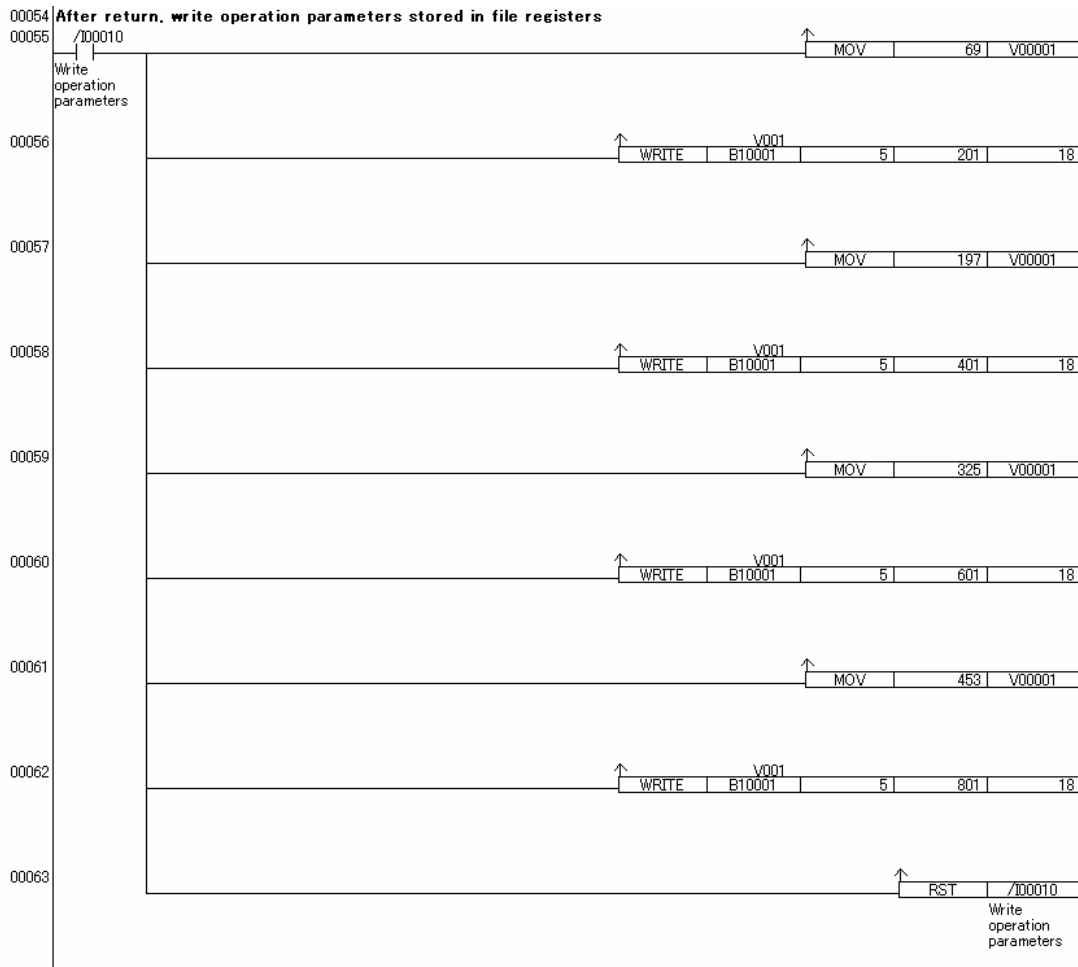 00054 After return, write operation parameters stored in file registers
00055 /I00010
MOV 69 V00001
Write
operation
parameters
00056 V001
WRITE B10001 5 201 18
00057
MOV 197 V00001
00058 V001
WRITE B10001 5 401 18
00059
MOV 325 V00001
00060 V001
WRITE B10001 5 601 18
00061
MOV 453 V00001
00062 V001
WRITE B10001 5 801 18
00063
RST /I00010
Write
operation
parameters